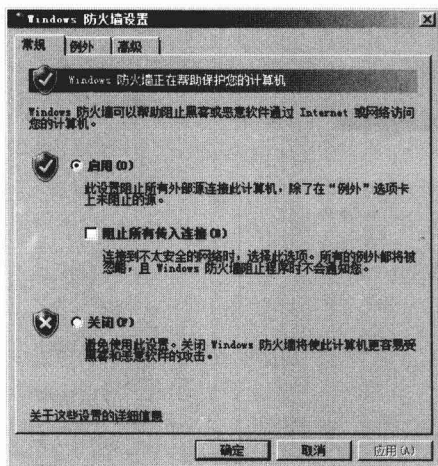 Windows 防火墙设置
常规 例外 高级
Windows 防火墙正在帮助保护您的计算机
Windows 防火墙可以帮助阻止黑客或恶意软件通过 Internet 或网络访问
您的计算机。
启用(O)
此设置阻止所有外部源连接此计算机，除了在“例外”选项卡
上未阻止的源。
阻止所有传入连接(B)
连接到不太安全的网络时，选择此选项。所有的例外都将被
忽略，且 Windows 防火墙阻止程序时不会通知您。
关闭(F)
避免使用此设置。关闭 Windows 防火墙将使此计算机更容易受
黑客和恶意软件的攻击。
关于这些设置的详细信息
确定 取消 应用(A)